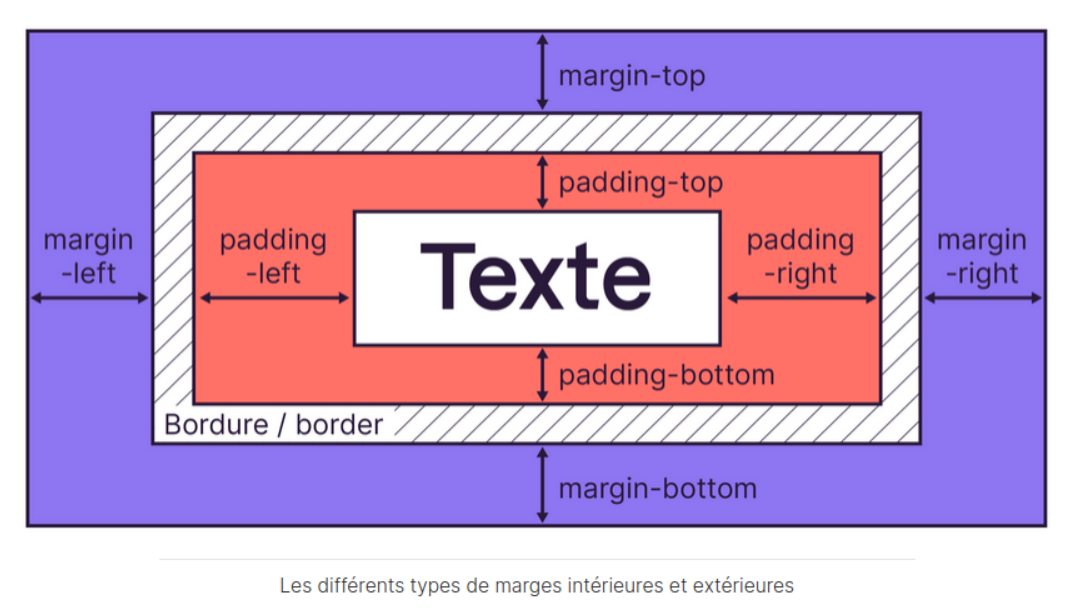 margin-top
padding-top
margin
-left
padding
-left
Texte
padding
-right
margin
-right
padding-bottom
Bordure / border
margin-bottom
Les différents types de marges intérieures et extérieures